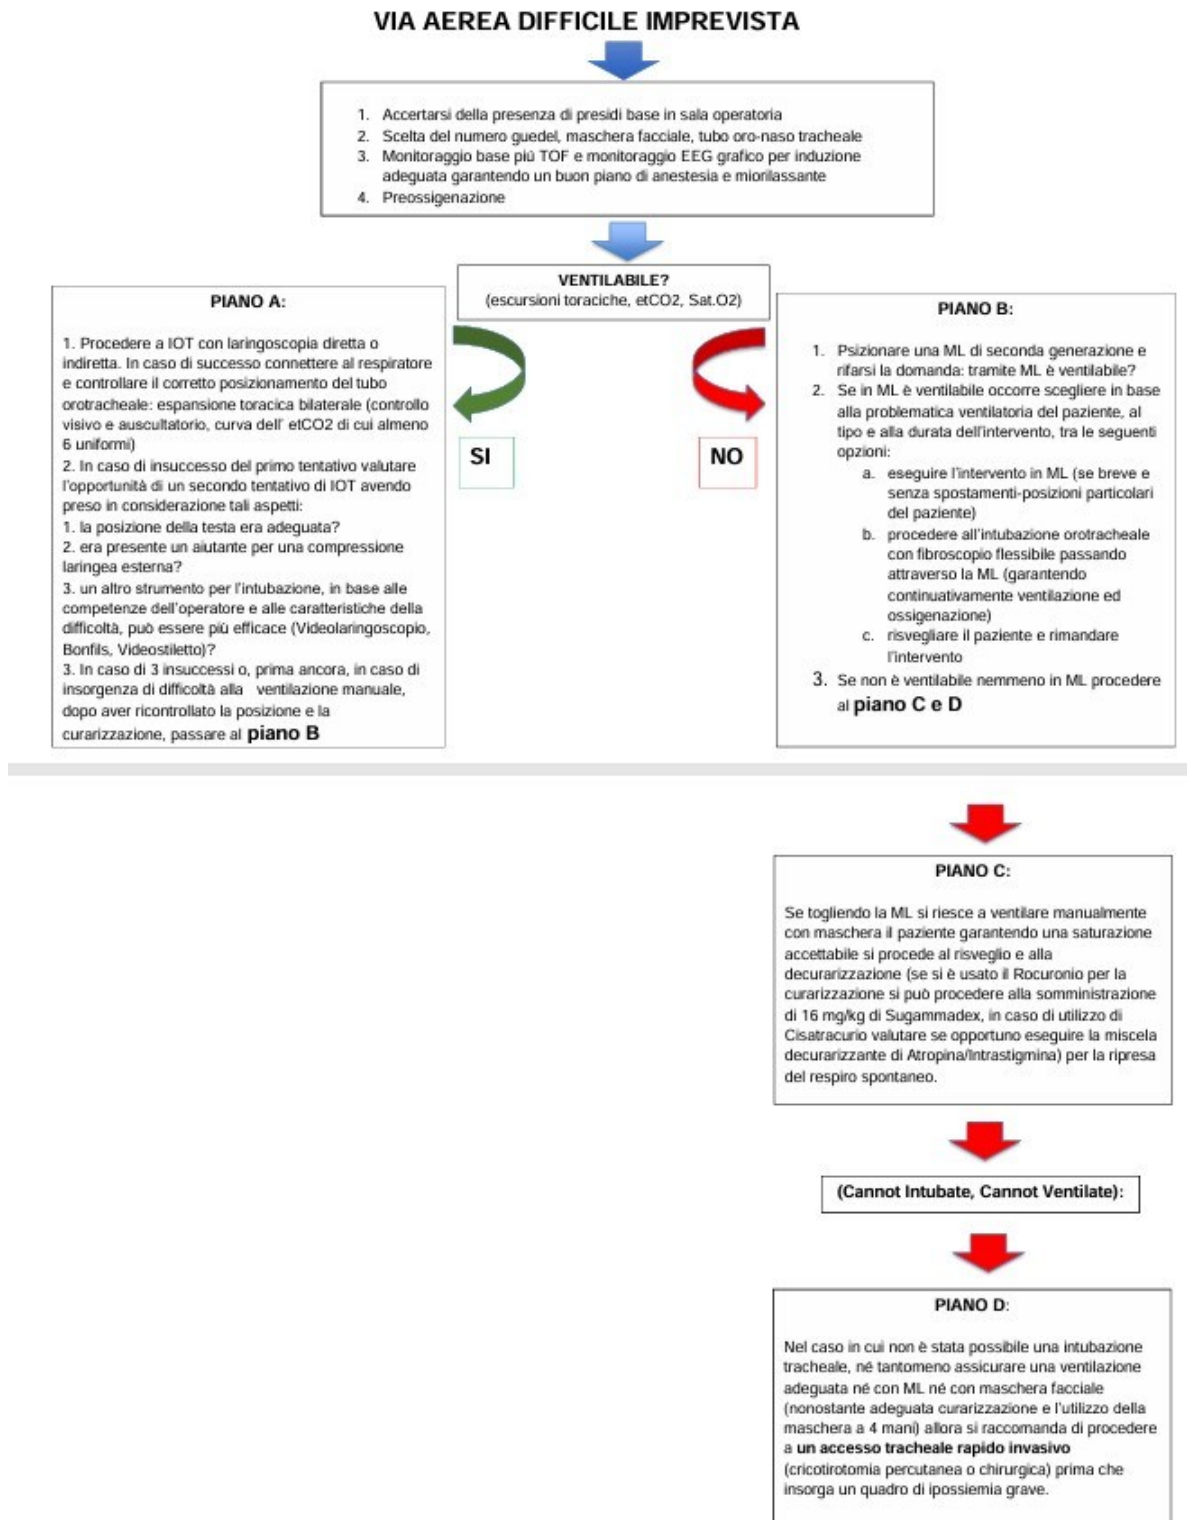 VIA AEREA DIFFICILE IMPREVISTA
1. Accertarsi della presenza di presidi base in sala operatoria
2. Scelta del numero guedel, maschera facciale, tubo oro-naso tracheale
3. Monitoraggio base più TOF e monitoraggio EEG grafico per induzione
adeguata garantendo un buon piano di anestesia e miorilassante
4. Preossigenazione
VENTILABILE?
(escursioni toraciche, etCO2, Sat.O2)
PIANO A:
1. Procedere a IOT con laringoscopia diretta o
indiretta. In caso di successo connettere al respiratore
e controllare il corretto posizionamento del tubo
orotracheale: espansione toracica bilaterale (controllo
visivo e auscultatorio, curva dell' etCO2 di cui almeno
6 uniformi)
2. In caso di insuccesso del primo tentativo valutare
l'opportunità di un secondo tentativo di IOT avendo
preso in considerazione tali aspetti:
1. la posizione della testa era adeguata?
2. era presente un aiutante per una compressione
laringea esterna?
3. un altro strumento per l'intubazione, in base alle
competenze dell'operatore e alle caratteristiche della
difficoltà, può essere più efficace (Videolaringoscopio,
Bonfils, Videostiletto)?
3. In caso di 3 insuccessi o, prima ancora, in caso di
insorgenza di difficoltà alla ventilazione manuale,
dopo aver ricontrollato la posizione e la
curarizzazione, passare al piano B
SI
NO
PIANO B:
1. Psizionare una ML di seconda generazione e
rifarsi la domanda: tramite ML è ventilabile?
2. Se in ML è ventilabile occorre scegliere in base
alla problematica ventilatoria del paziente, al
tipo e alla durata dell'intervento, tra le seguenti
opzioni:
a. eseguire l'intervento in ML (se breve e
senza spostamenti-posizioni particolari
del paziente)
b. procedere all'intubazione orotracheale
con fibroscopio flessibile passando
attraverso la ML (garantendo
continuativamente ventilazione ed
ossigenazione)
c. risvegliare il paziente e rimandare
l'intervento
3. Se non è ventilabile nemmeno in ML procedere
al piano C e D
PIANO C:
Se togliendo la ML si riesce a ventilare manualmente
con maschera il paziente garantendo una saturazione
accettabile si procede al risveglio e alla
decurarizzazione (se si è usato il Rocuronio per la
curarizzazione si può procedere alla somministrazione
di 16 mg/kg di Sugammadex, in caso di utilizzo di
Cisatracurio valutare se opportuno eseguire la miscela
decurarizzante di Atropina/Intrastigmina) per la ripresa
del respiro spontaneo.
(Cannot Intubate, Cannot Ventilate):
PIANO D:
Nel caso in cui non è stata possibile una intubazione
tracheale, né tantomeno assicurare una ventilazione
adeguata né con ML né con maschera facciale
(nonostante adeguata curarizzazione e l'utilizzo della
maschera a 4 mani) allora si raccomanda di procedere
a un accesso tracheale rapido invasivo
(cricotirotomia percutanea o chirurgica) prima che
insorga un quadro di ipossiemia grave.